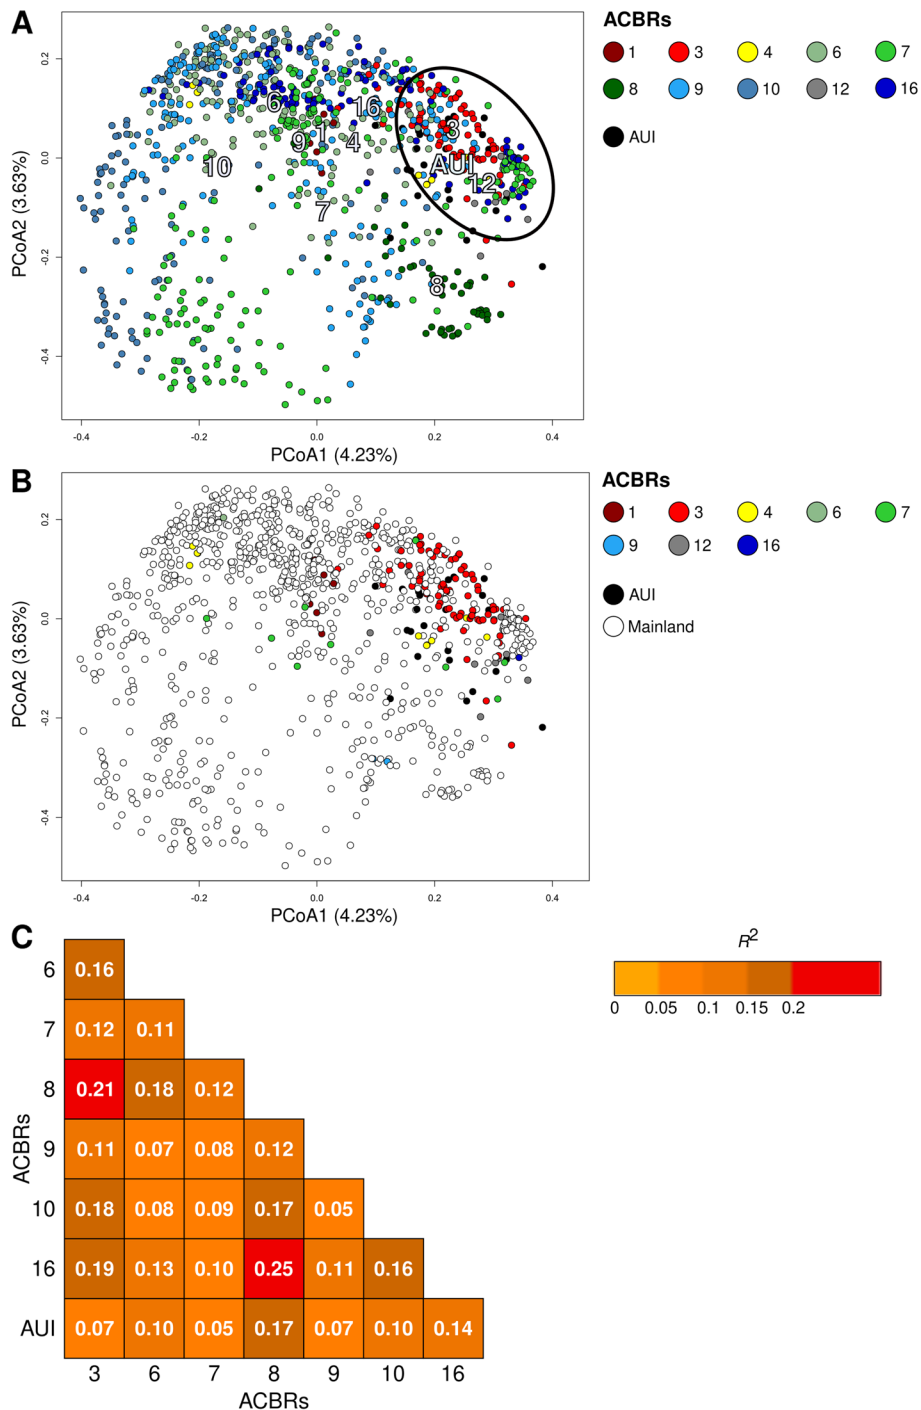 A
ACBRs
1 3 4 6 7
8 9 10 12 16
AUI
0.2
0.0
-0.2
-0.4
PCoA2 (3.63%)
6 16 3
9 1 4
10 AUI 12
7
8
-0.4 -0.2 0.0 0.2 0.4
PCoA1 (4.23%)
B
ACBRs
1 3 4 6 7
9 12 16
AUI
Mainland
0.2
0.0
-0.2
-0.4
PCoA2 (3.63%)
-0.4 -0.2 0.0 0.2 0.4
PCoA1 (4.23%)
C
R2
0 0.05 0.1 0.15 0.2
ACBRs
6 0.16
7 0.12 0.11
8 0.21 0.18 0.12
9 0.11 0.07 0.08 0.12
10 0.18 0.08 0.09 0.17 0.05
16 0.19 0.13 0.10 0.25 0.11 0.16
AUI 0.07 0.10 0.05 0.17 0.07 0.10 0.14
3 6 7 8 9 10 16
ACBRs